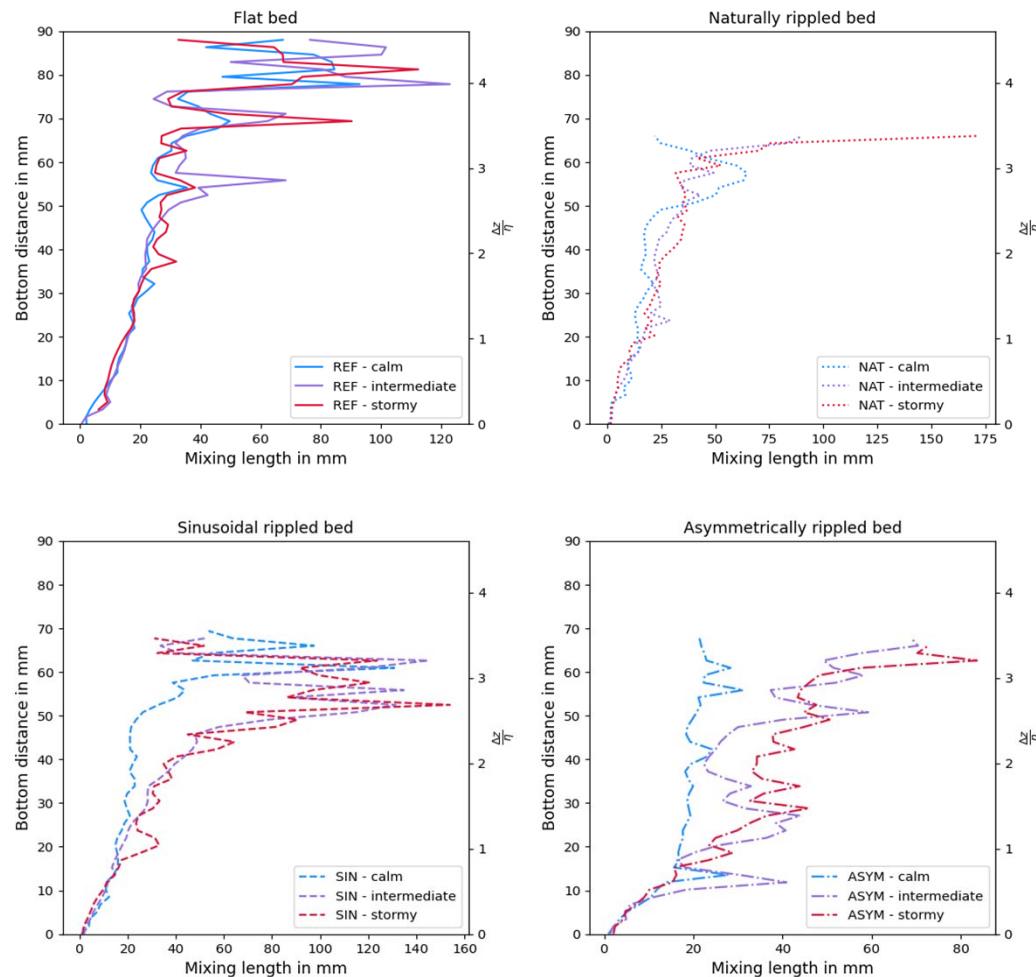 Flat bed
90
80
70
60
50
40
30
20
10
0
Bottom distance in mm
0 20 40 60 80 100 120
Mixing length in mm
4
3
2
1
0
Δz/η
REF - calm
REF - intermediate
REF - stormy
Naturally rippled bed
90
80
70
60
50
40
30
20
10
0
Bottom distance in mm
0 25 50 75 100 125 150 175
Mixing length in mm
4
3
2
1
0
Δz/η
NAT - calm
NAT - intermediate
NAT - stormy
Sinusoidal rippled bed
90
80
70
60
50
40
30
20
10
0
Bottom distance in mm
0 20 40 60 80 100 120 140 160
Mixing length in mm
4
3
2
1
0
Δz/η
SIN - calm
SIN - intermediate
SIN - stormy
Asymmetrically rippled bed
90
80
70
60
50
40
30
20
10
0
Bottom distance in mm
0 20 40 60 80
Mixing length in mm
4
3
2
1
0
Δz/η
ASYM - calm
ASYM - intermediate
ASYM - stormy